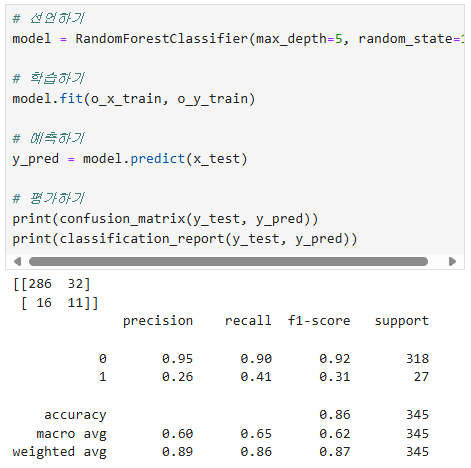 # 선언하기
model = RandomForestClassifier(max_depth=5, random_state=1
# 학습하기
model.fit(o_x_train, o_y_train)
# 예측하기
y_pred = model.predict(x_test)
# 평가하기
print(confusion_matrix(y_test, y_pred))
print(classification_report(y_test, y_pred))
[[286  32]
 [ 16  11]]
              precision    recall  f1-score   support
           0       0.95      0.90      0.92       318
           1       0.26      0.41      0.31        27
    accuracy                           0.86       345
   macro avg       0.60      0.65      0.62       345
weighted avg       0.89      0.86      0.87       345